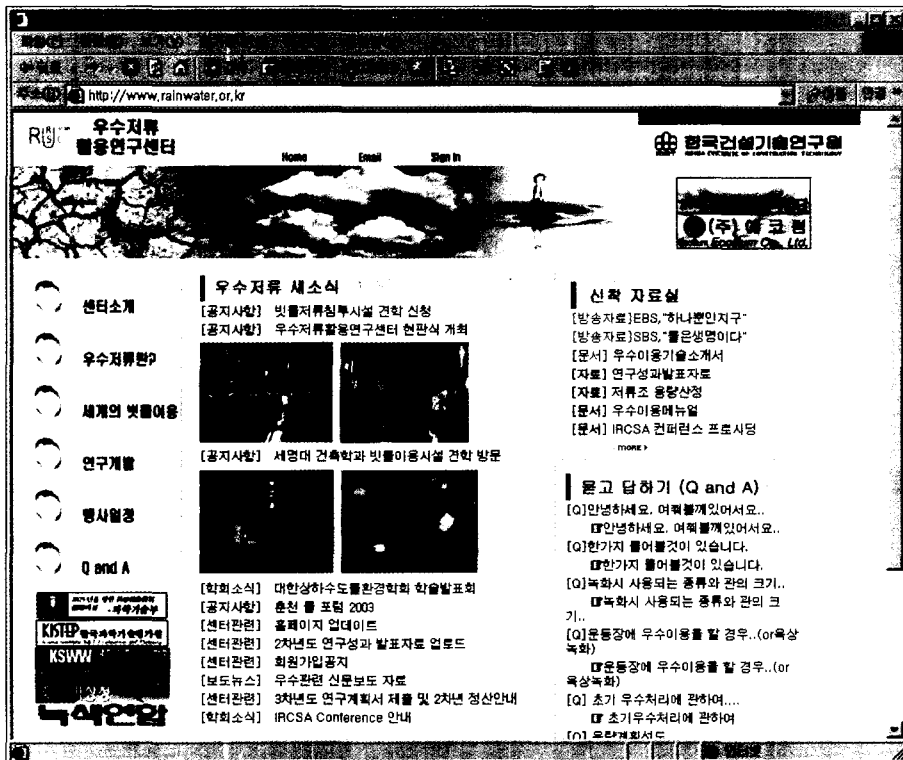 http://www.rainwater.or.kr
우수저류
활용연구센터
Home Email Sign In
한국건설기술연구원
KOREA INSTITUTE OF CONSTRUCTION TECHNOLOGY
(주) 에코탑
센터소개
우수저류란?
세계의 빗물이용
연구개발
행사일정
Q and A
KISTEP
KSWW
녹색연합
우수저류 새소식
[공지사항] 빗물저류침투시설 견학 신청
[공지사항] 우수저류활용연구센터 현판식 개최
[공지사항] 세명대 건축학과 빗물이용시설 견학 방문
[학회소식] 대한상하수도물환경학회 학술발표회
[공지사항] 춘천 물 포럼 2003
[센터관련] 홈페이지 업데이트
[센터관련] 2차년도 연구성과 발표자료 업로드
[센터관련] 회원가입공지
[보도뉴스] 우수관련 신문보도 자료
[센터관련] 3차년도 연구계획서 제출 및 2차년 정산안내
[학회소식] IRCSA Conference 안내
신착 자료실
[방송자료]EBS,"하나뿐인지구"
[방송자료]SBS,"물은생명이다"
[문서] 우수이용기술소개서
[자료] 연구성과발표자료
[자료] 저류조 용량산정
[문서] 우수이용메뉴얼
[문서] IRCSA 컨퍼런스 프로시딩
MORE
묻고 답하기 (Q and A)
[Q]안녕하세요. 여쭤볼께있어서요..
안녕하세요. 여쭤볼께있어서요..
[Q]한가지 물어볼것이 있습니다.
한가지 물어볼것이 있습니다.
[Q]녹화시 사용되는 종류와 관의 크기..
녹화시 사용되는 종류와 관의 크
기..
[Q]운동장에 우수이용을 할 경우..(or옥상
녹화)
운동장에 우수이용을 할 경우..(or
옥상녹화)
[Q] 초기 우수처리에 관하여....
초기우수처리에 관하여